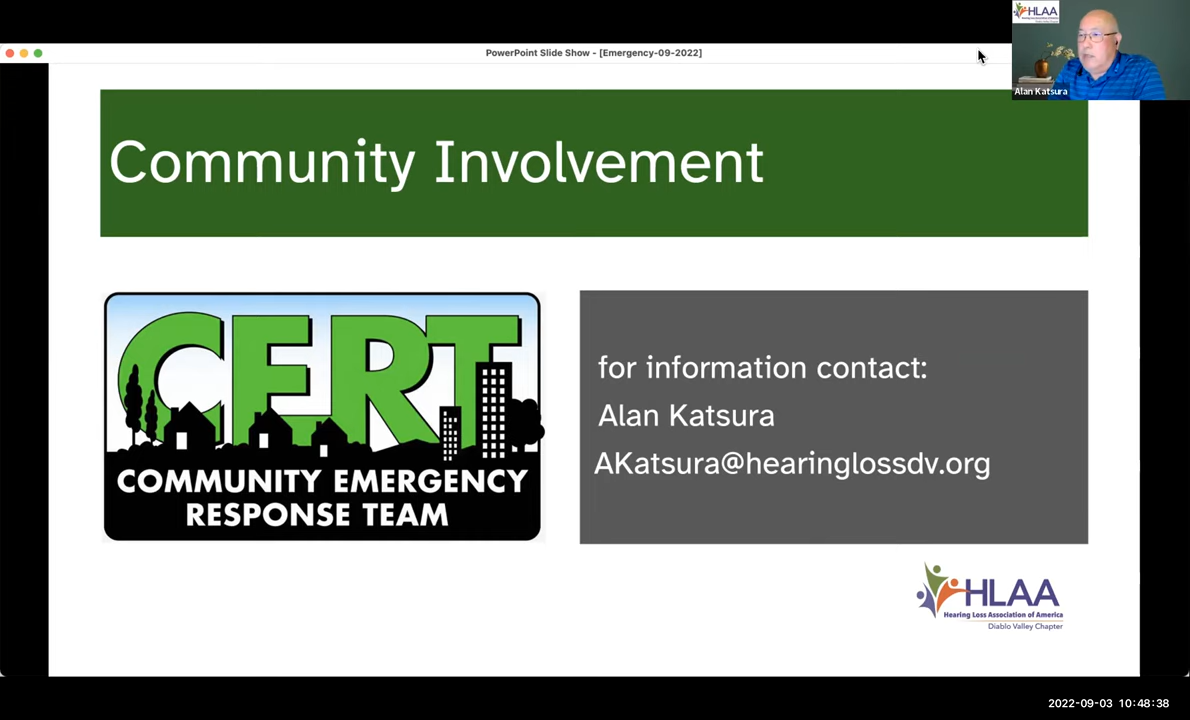 PowerPoint Slide Show - [Emergency-09-2022]
HLAA
Alan Katsura
Community Involvement
CERT
COMMUNITY EMERGENCY
RESPONSE TEAM
for information contact:
Alan Katsura
AKatsura@hearinglossdv.org
HLAA
Hearing Loss Association of America
Diablo Valley Chapter
2022-09-03 10:48:38